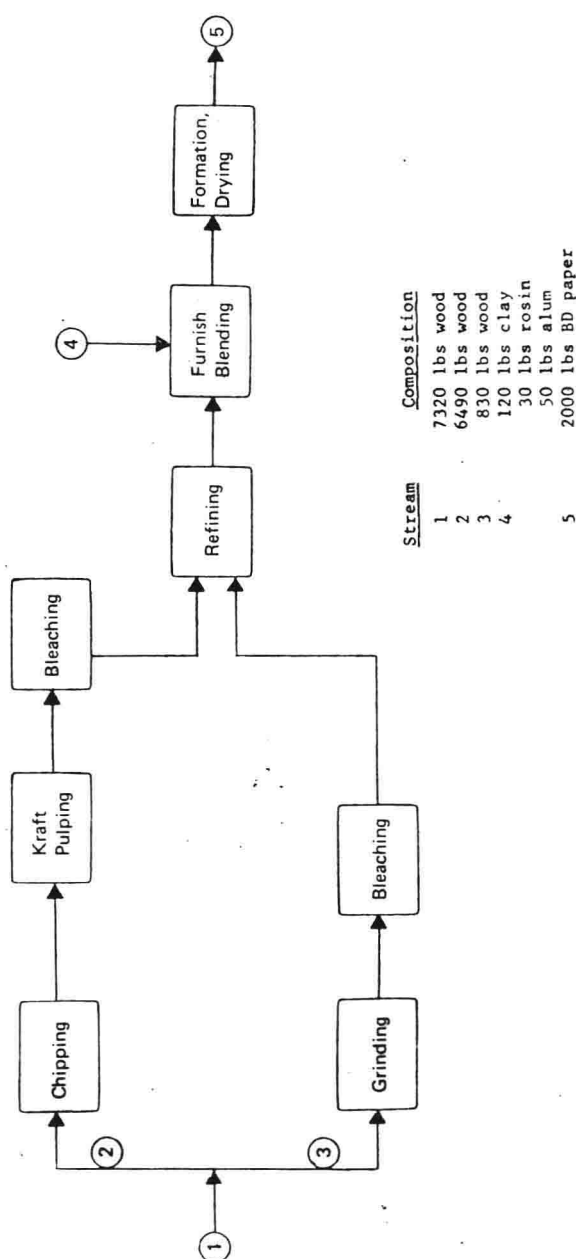 1
2
Chipping
Kraft
Pulping
Bleaching
3
Grinding
Bleaching
Refining
4
Furnish
Blending
Formation,
Drying
5
Stream Composition
1 7320 lbs wood
2 6490 lbs wood
3 830 lbs wood
4 120 lbs clay
30 lbs rosin
50 lbs alum
5 2000 lbs BD paper